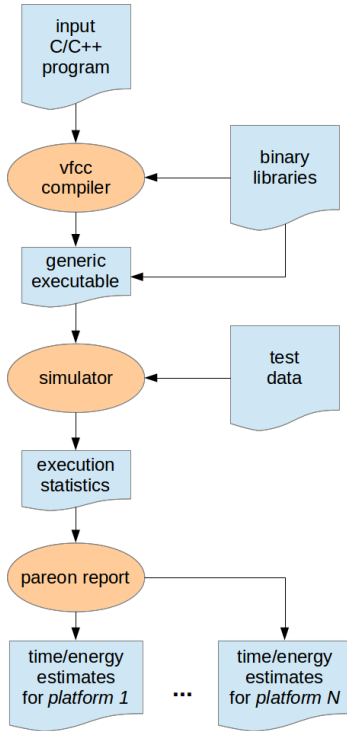 input
C/C++
program
vfcc
compiler
binary
libraries
generic
executable
simulator
test
data
execution
statistics
pareon report
time/energy
estimates
for platform 1
...
time/energy
estimates
for platform N